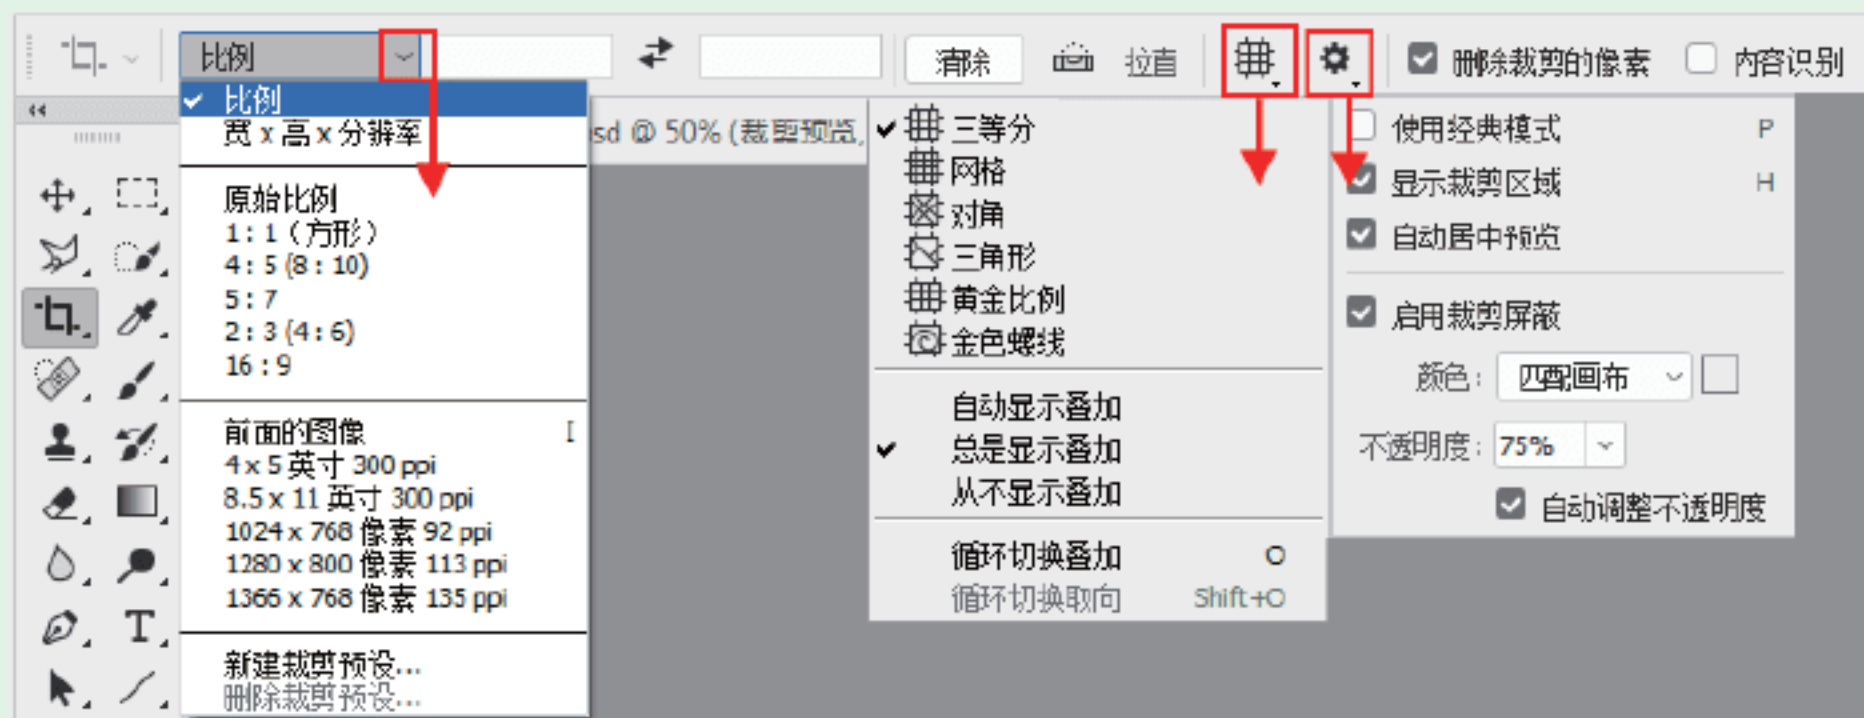 比例
清除
拉直
删除裁剪的像素
内容识别
比例
宽 x 高 x 分辨率
原始比例
1 : 1 (方形)
4 : 5 (8 : 10)
5 : 7
2 : 3 (4 : 6)
16 : 9
前面的图像 I
4 x 5 英寸 300 ppi
8.5 x 11 英寸 300 ppi
1024 x 768 像素 92 ppi
1280 x 800 像素 113 ppi
1366 x 768 像素 135 ppi
新建裁剪预设...
删除裁剪预设...
sd @ 50% (裁剪预览,
三等分
网格
对角
三角形
黄金比例
金色螺线
自动显示叠加
总是显示叠加
从不显示叠加
循环切换叠加 O
循环切换取向 Shift+O
使用经典模式 P
显示裁剪区域 H
自动居中预览
启用裁剪屏蔽
颜色: 匹配画布
不透明度: 75%
自动调整不透明度
T